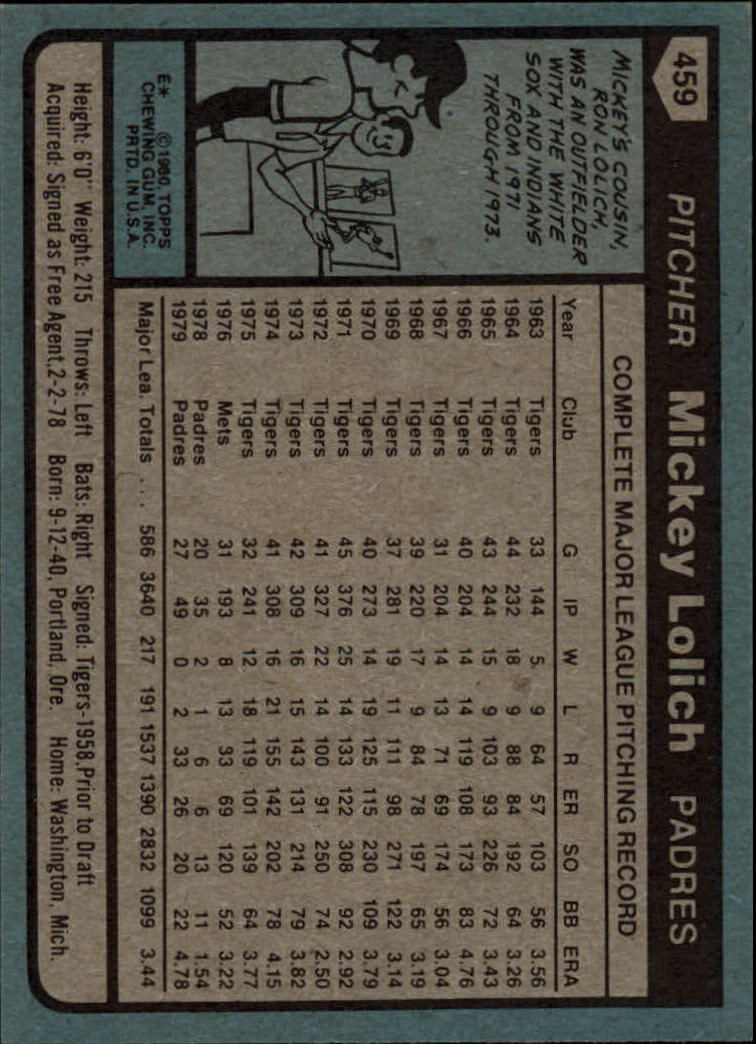 459
PITCHER Mickey Lolich PADRES
MICKEY'S COUSIN,
RON LOLICH,
WAS AN OUTFIELDER
WITH THE WHITE
SOX AND INDIANS
FROM 1971
THROUGH 1973.
E* © 1980, TOPPS
CHEWING GUM, INC.
PRTD. IN U.S.A.
COMPLETE MAJOR LEAGUE PITCHING RECORD
Year Club G IP W L R ER SO BB ERA
1963 Tigers 33 144 5 9 64 57 103 56 3.56
1964 Tigers 44 232 18 9 88 84 192 64 3.26
1965 Tigers 43 244 15 9 103 93 226 72 3.43
1966 Tigers 40 204 14 14 119 108 173 83 4.76
1967 Tigers 31 204 14 13 71 69 174 56 3.04
1968 Tigers 39 220 17 9 84 78 197 65 3.19
1969 Tigers 37 281 19 11 111 98 271 122 3.14
1970 Tigers 40 273 14 19 125 115 230 109 3.79
1971 Tigers 45 376 25 14 133 122 308 92 2.92
1972 Tigers 41 327 22 14 100 91 250 74 2.50
1973 Tigers 42 309 16 15 143 131 214 79 3.82
1974 Tigers 41 308 16 21 155 142 202 78 4.15
1975 Tigers 32 241 12 18 119 101 139 64 3.77
1976 Mets 31 193 8 13 33 69 120 52 3.22
1978 Padres 20 35 2 1 6 6 13 11 1.54
1979 Padres 27 49 0 2 33 26 20 22 4.78
Major Lea. Totals . . . 586 3640 217 191 1537 1390 2832 1099 3.44
Height: 6'0" Weight: 215 Throws: Left Bats: Right Signed: Tigers-1958,Prior to Draft
Acquired: Signed as Free Agent,2-2-78 Born: 9-12-40, Portland, Ore. Home: Washington, Mich.